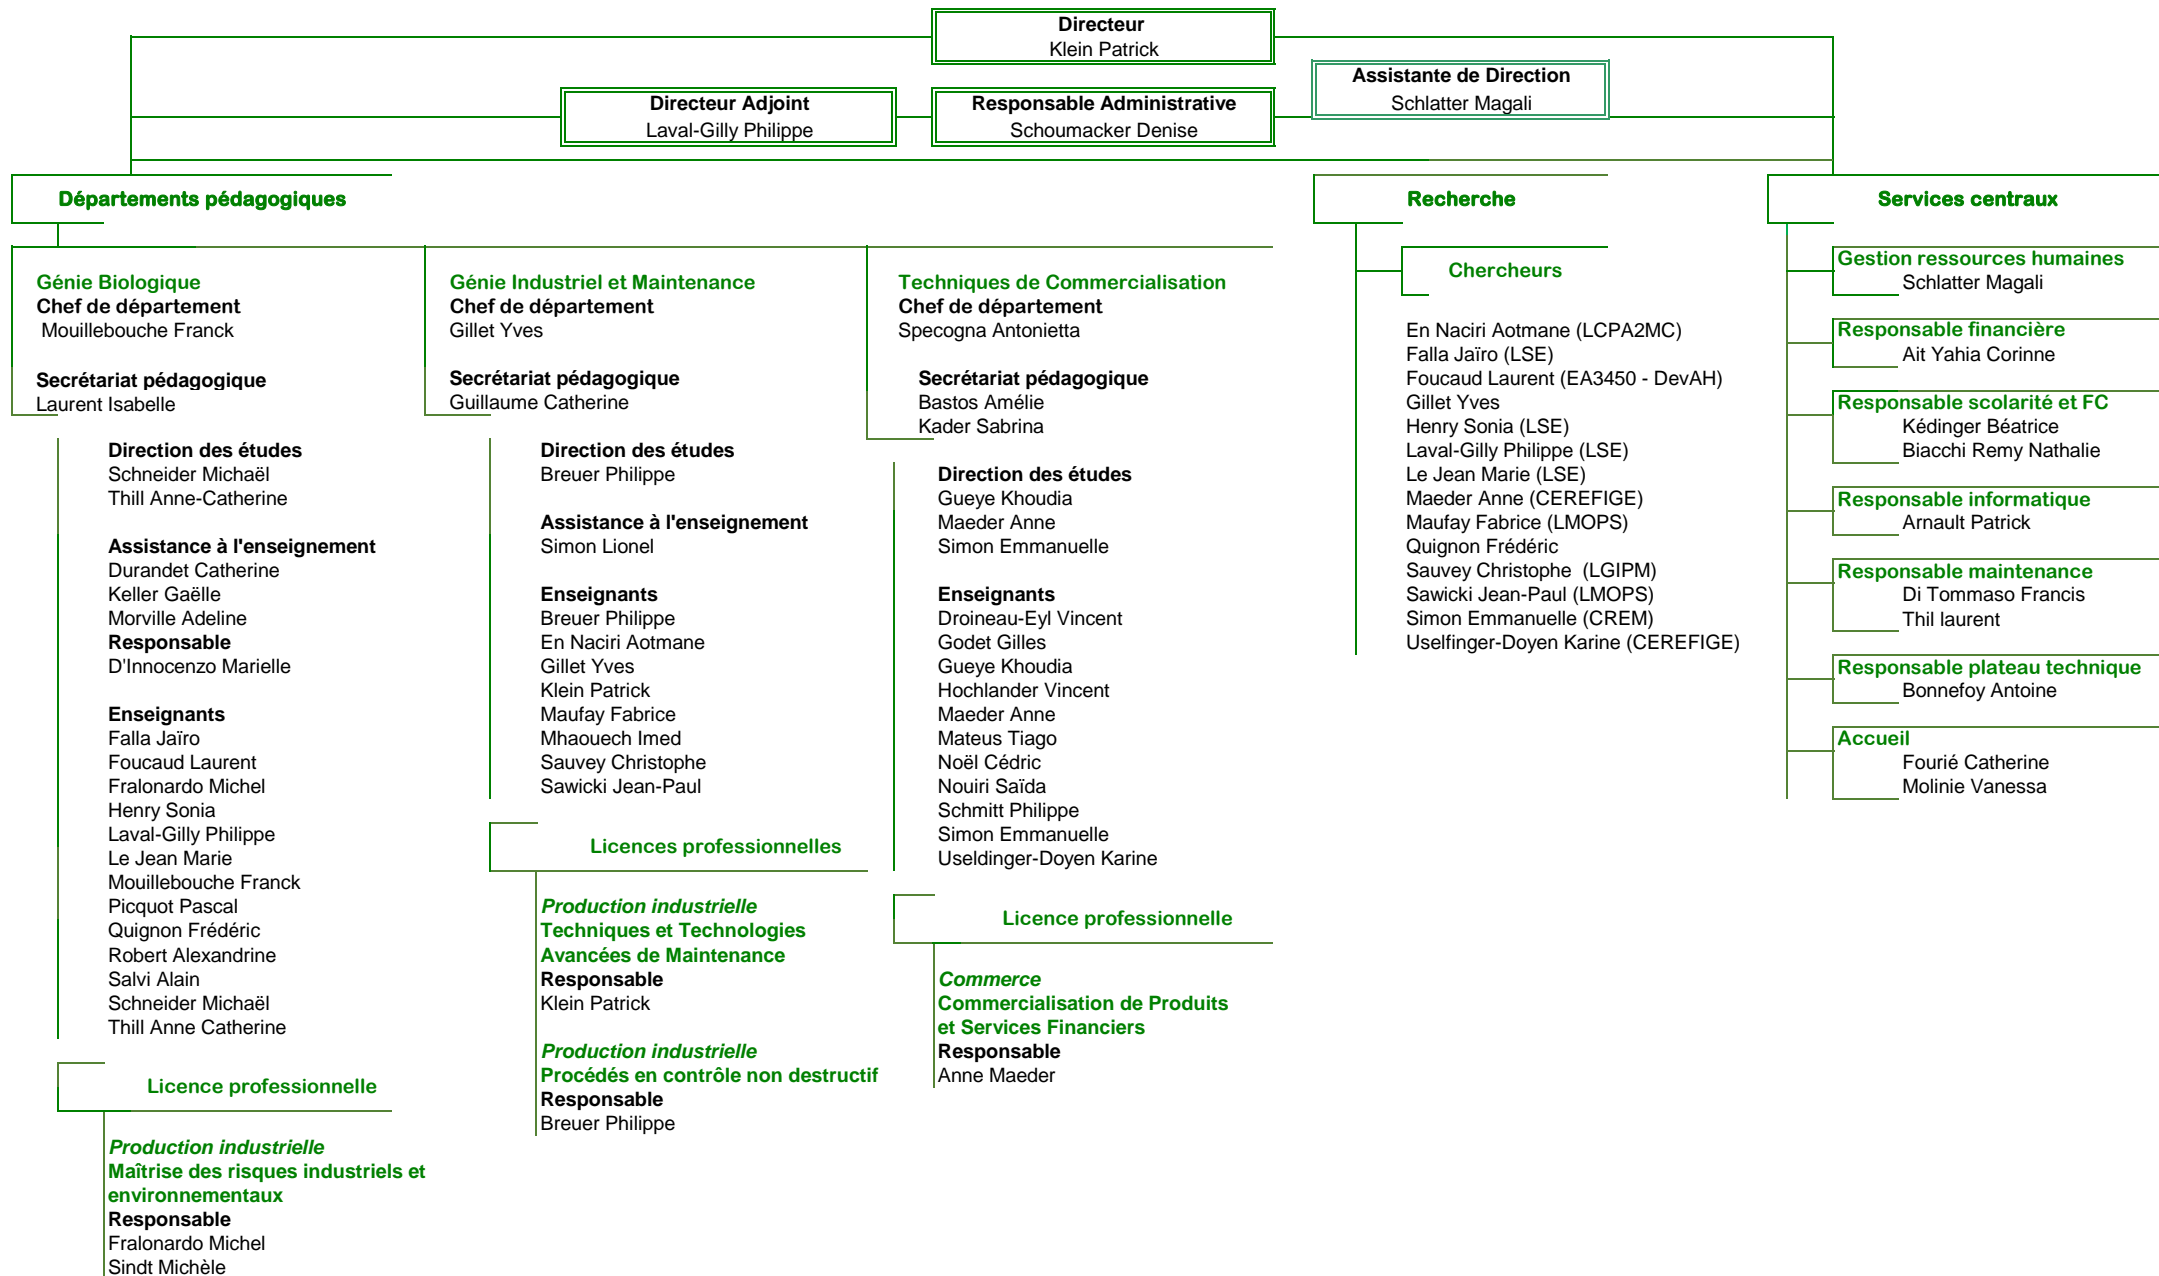 Directeur
Klein Patrick
Assistante de Direction
Schlatter Magali
Directeur Adjoint
Laval-Gilly Philippe
Responsable Administrative
Schoumacker Denise
Départements pédagogiques
Génie Biologique
Chef de département
Mouillebouche Franck
Secrétariat pédagogique
Laurent Isabelle
Direction des études
Schneider Michaël
Thill Anne-Catherine
Assistance à l'enseignement
Durandet Catherine
Keller Gaëlle
Morville Adeline
Responsable
D'Innocenzo Marielle
Enseignants
Falla Jaïro
Foucaud Laurent
Fralonardo Michel
Henry Sonia
Laval-Gilly Philippe
Le Jean Marie
Mouillebouche Franck
Picquot Pascal
Quignon Frédéric
Robert Alexandrine
Salvi Alain
Schneider Michaël
Thill Anne Catherine
Licence professionnelle
Production industrielle
Maîtrise des risques industriels et
environnementaux
Responsable
Fralonardo Michel
Sindt Michèle
Génie Industriel et Maintenance
Chef de département
Gillet Yves
Secrétariat pédagogique
Guillaume Catherine
Direction des études
Breuer Philippe
Assistance à l'enseignement
Simon Lionel
Enseignants
Breuer Philippe
En Naciri Aotmane
Gillet Yves
Klein Patrick
Maufay Fabrice
Mhaouech Imed
Sauvey Christophe
Sawicki Jean-Paul
Licences professionnelles
Production industrielle
Techniques et Technologies
Avancées de Maintenance
Responsable
Klein Patrick
Production industrielle
Procédés en contrôle non destructif
Responsable
Breuer Philippe
Techniques de Commercialisation
Chef de département
Specogna Antonietta
Secrétariat pédagogique
Bastos Amélie
Kader Sabrina
Direction des études
Gueye Khoudia
Maeder Anne
Simon Emmanuelle
Enseignants
Droineau-Eyl Vincent
Godet Gilles
Gueye Khoudia
Hochlander Vincent
Maeder Anne
Mateus Tiago
Noël Cédric
Nouiri Saïda
Schmitt Philippe
Simon Emmanuelle
Useldinger-Doyen Karine
Licence professionnelle
Commerce
Commercialisation de Produits
et Services Financiers
Responsable
Anne Maeder
Recherche
Chercheurs
En Naciri Aotmane (LCPA2MC)
Falla Jaïro (LSE)
Foucaud Laurent (EA3450 - DevAH)
Gillet Yves
Henry Sonia (LSE)
Laval-Gilly Philippe (LSE)
Le Jean Marie (LSE)
Maeder Anne (CEREFIGE)
Maufay Fabrice (LMOPS)
Quignon Frédéric
Sauvey Christophe (LGIPM)
Sawicki Jean-Paul (LMOPS)
Simon Emmanuelle (CREM)
Uselfinger-Doyen Karine (CEREFIGE)
Services centraux
Gestion ressources humaines
Schlatter Magali
Responsable financière
Ait Yahia Corinne
Responsable scolarité et FC
Kédinger Béatrice
Biacchi Remy Nathalie
Responsable informatique
Arnault Patrick
Responsable maintenance
Di Tommaso Francis
Thil laurent
Responsable plateau technique
Bonnefoy Antoine
Accueil
Fourié Catherine
Molinie Vanessa